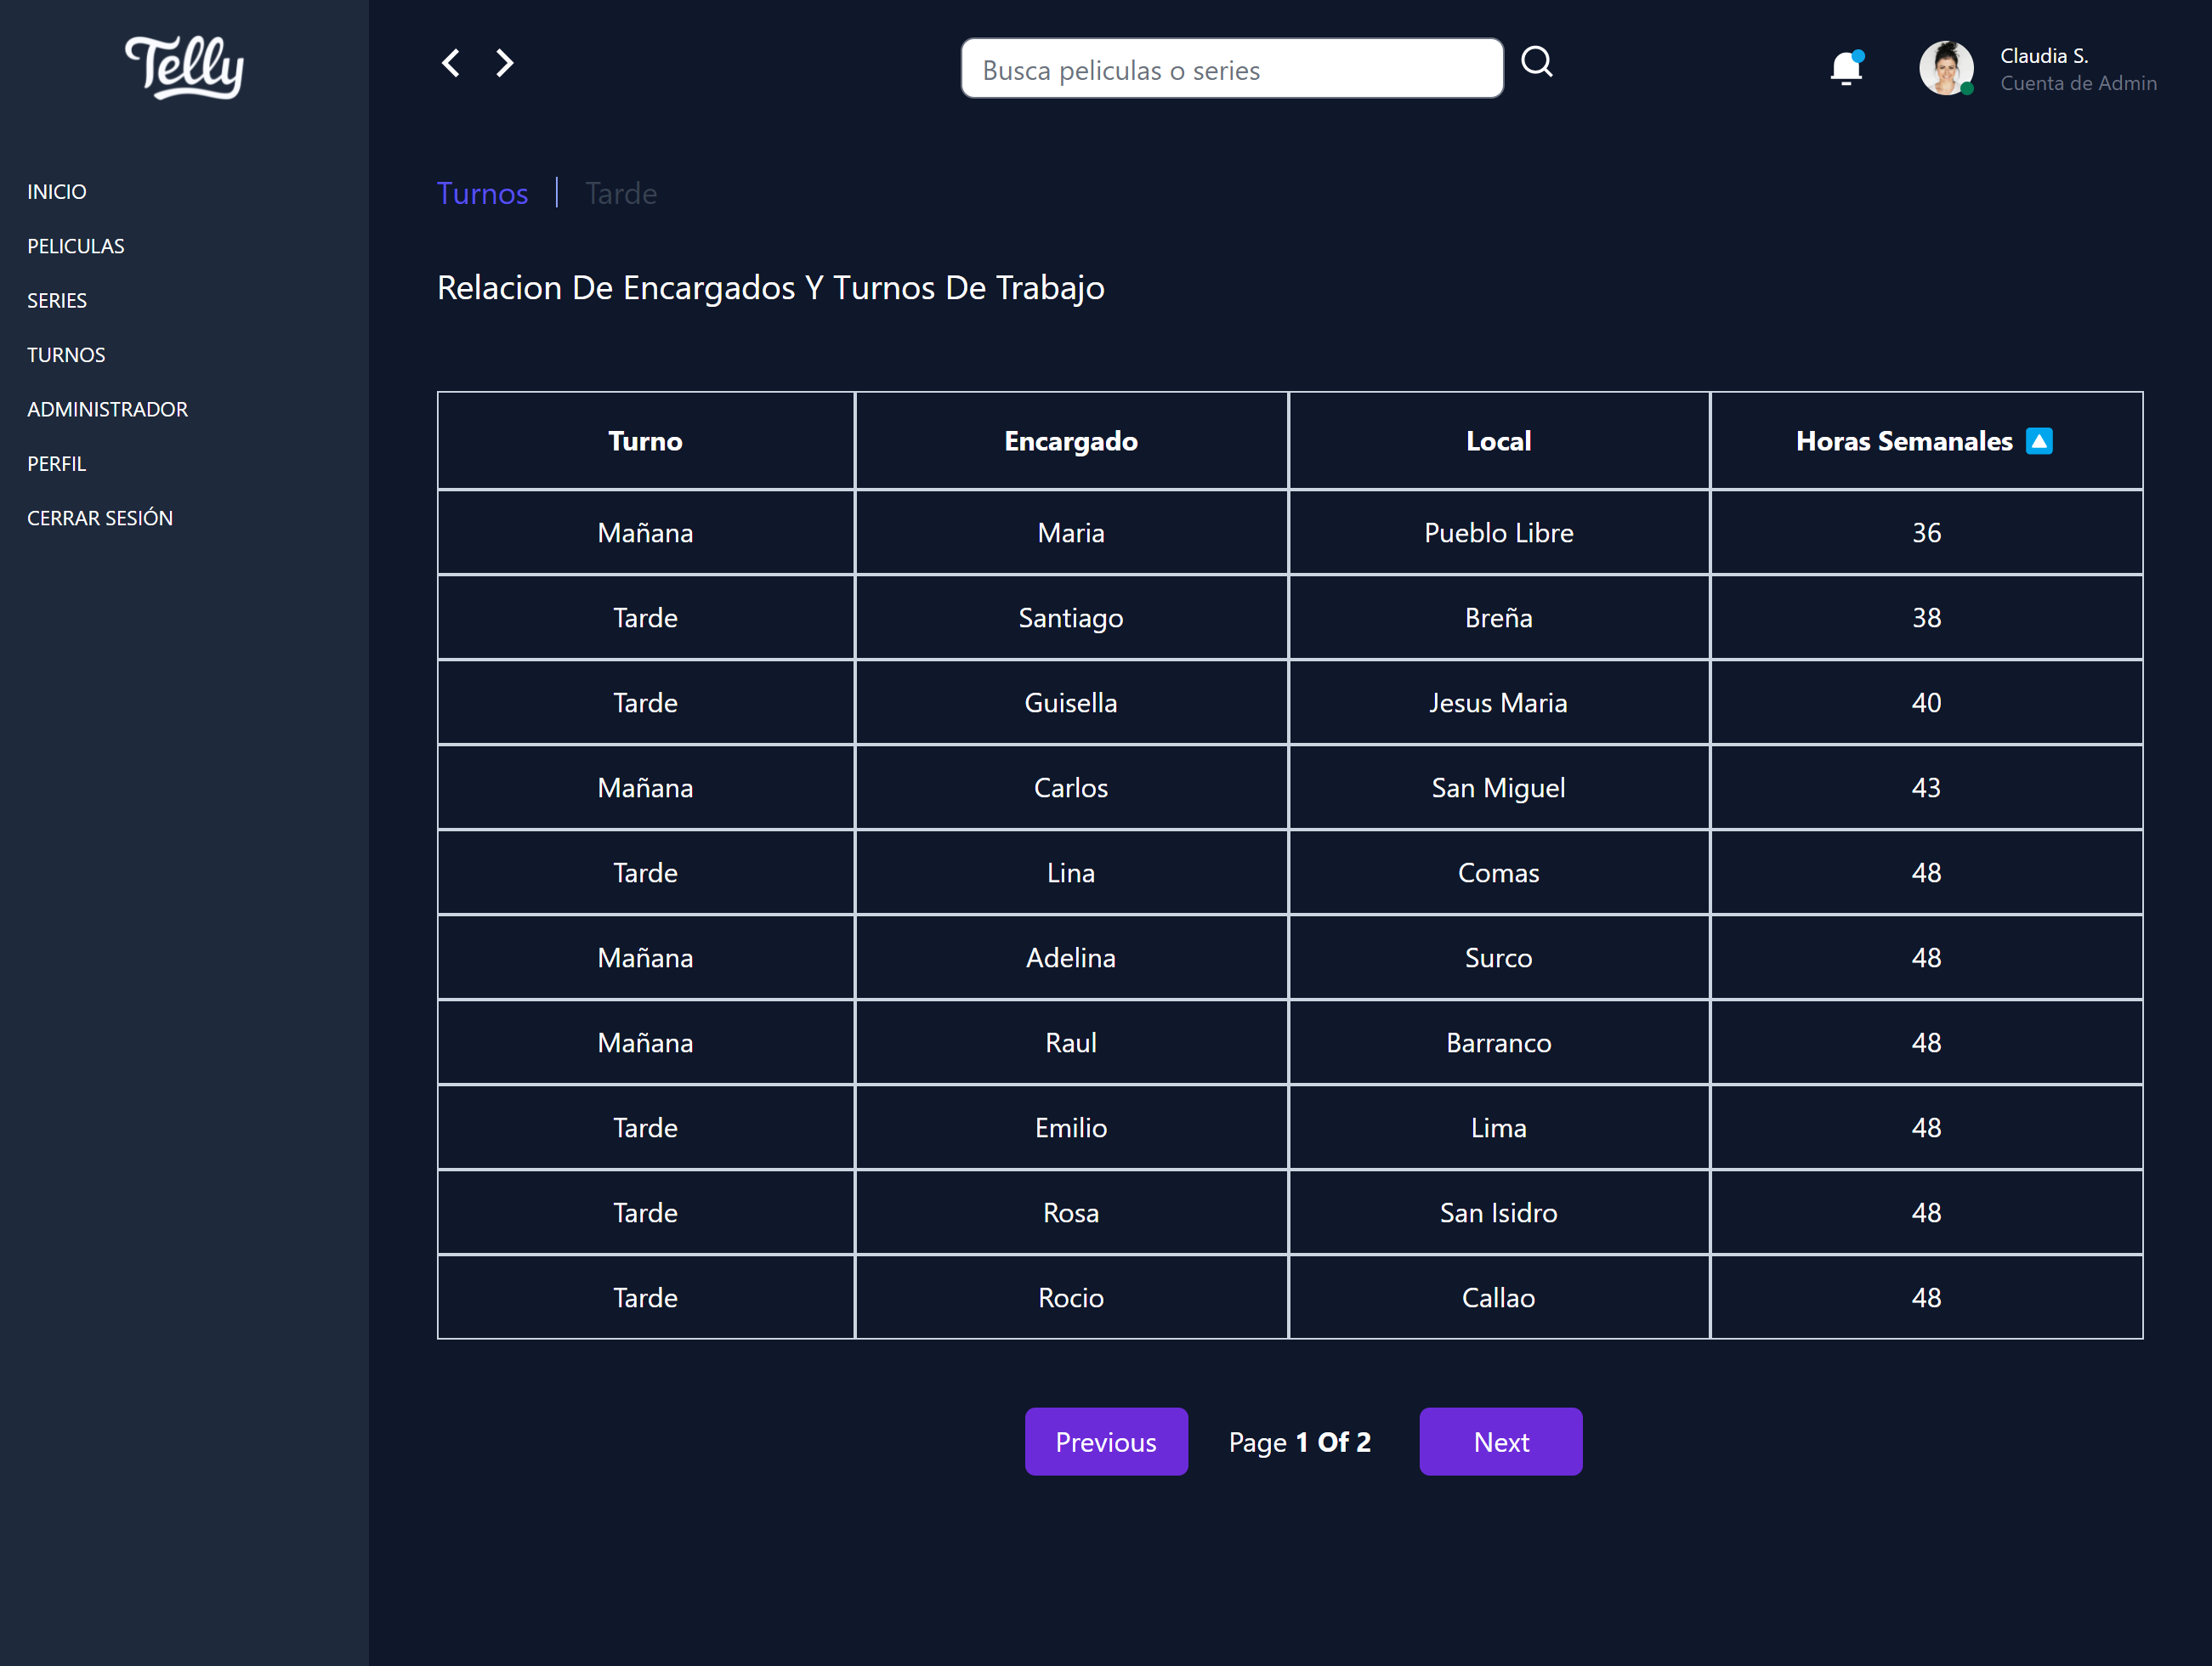 Telly
INICIO
PELICULAS
SERIES
TURNOS
ADMINISTRADOR
PERFIL
CERRAR SESIÓN
Busca peliculas o series
Claudia S.
Cuenta de Admin
Turnos | Tarde
Relacion De Encargados Y Turnos De Trabajo
Turno Encargado Local Horas Semanales
Mañana Maria Pueblo Libre 36
Tarde Santiago Breña 38
Tarde Guisella Jesus Maria 40
Mañana Carlos San Miguel 43
Tarde Lina Comas 48
Mañana Adelina Surco 48
Mañana Raul Barranco 48
Tarde Emilio Lima 48
Tarde Rosa San Isidro 48
Tarde Rocio Callao 48
Previous Page 1 Of 2 Next